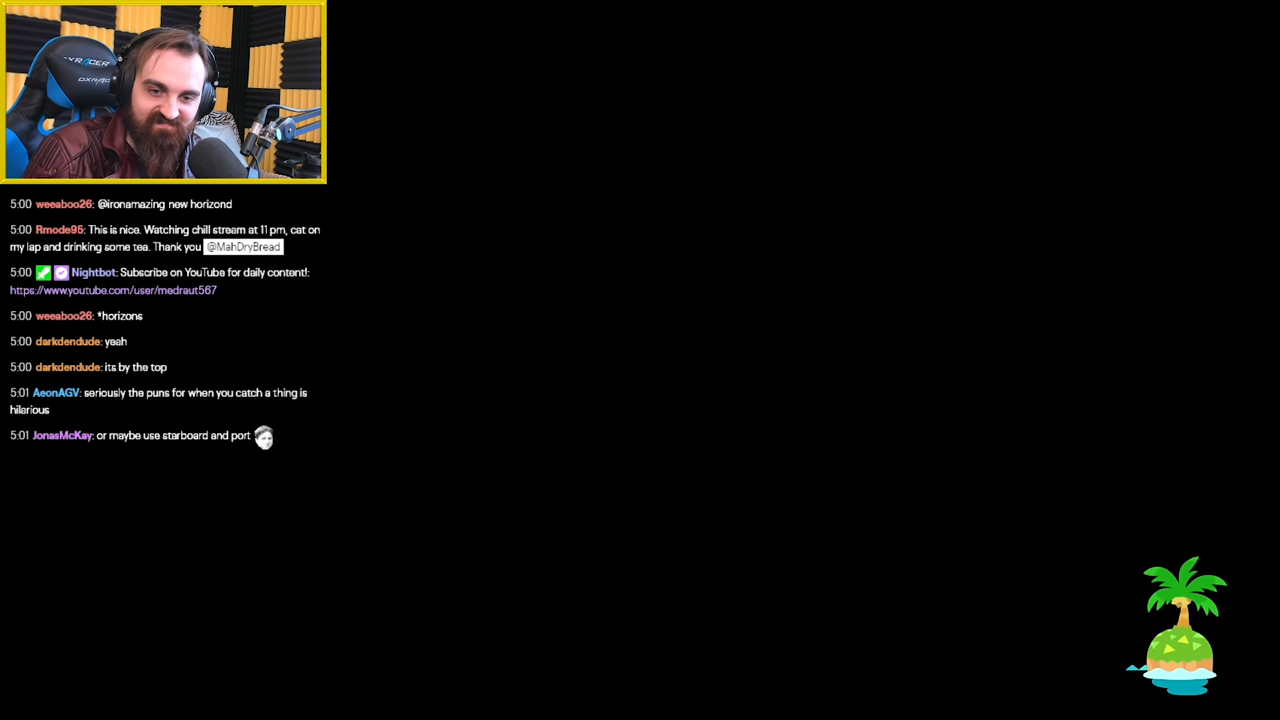 XRACER
DXRAC
5:00 weeaboo26: @ironamazing new horizond
5:00 Rmode95: This is nice. Watching chill stream at 11 pm, cat on
my lap and drinking some tea. Thank you @MahDryBread
5:00 Nightbot: Subscribe on YouTube for daily content!:
https://www.youtube.com/user/medraut567
5:00 weeaboo26: *horizons
5:00 darkdendude: yeah
5:00 darkdendude: its by the top
5:01 AeonAGV: seriously the puns for when you catch a thing is
hilarious
5:01 JonasMcKay: or maybe use starboard and port